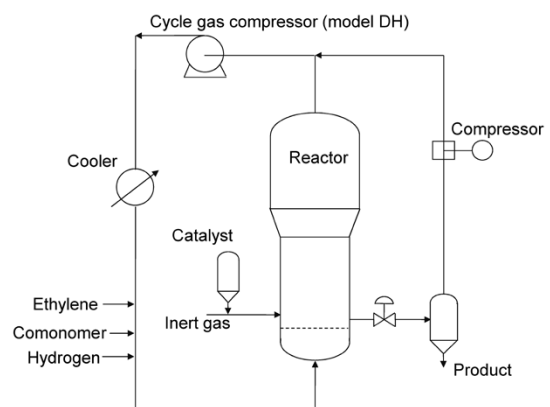 Cycle gas compressor (model DH)
Compressor
Reactor
Cooler
Catalyst
Ethylene
Inert gas
Comonomer
Hydrogen
Product